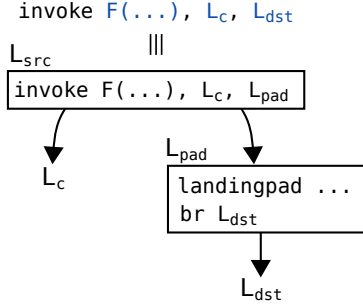 invoke F(...), Lc, Ldst
|||
Lsrc
invoke F(...), Lc, Lpad
Lc
Lpad
landingpad ...
br Ldst
Ldst